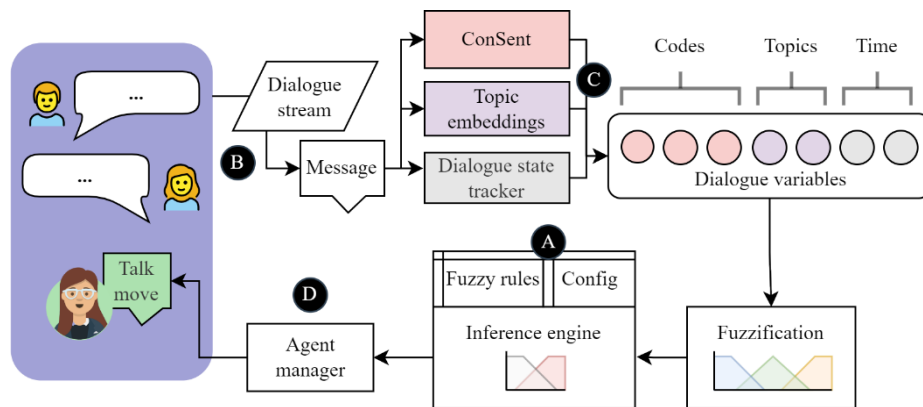 ...
...
Talk
move
Dialogue
stream
B
Message
ConSent
Topic
embeddings
Dialogue state
tracker
C
Codes Topics Time
Dialogue variables
A
Fuzzy rules Config
Inference engine
Fuzzification
D
Agent
manager